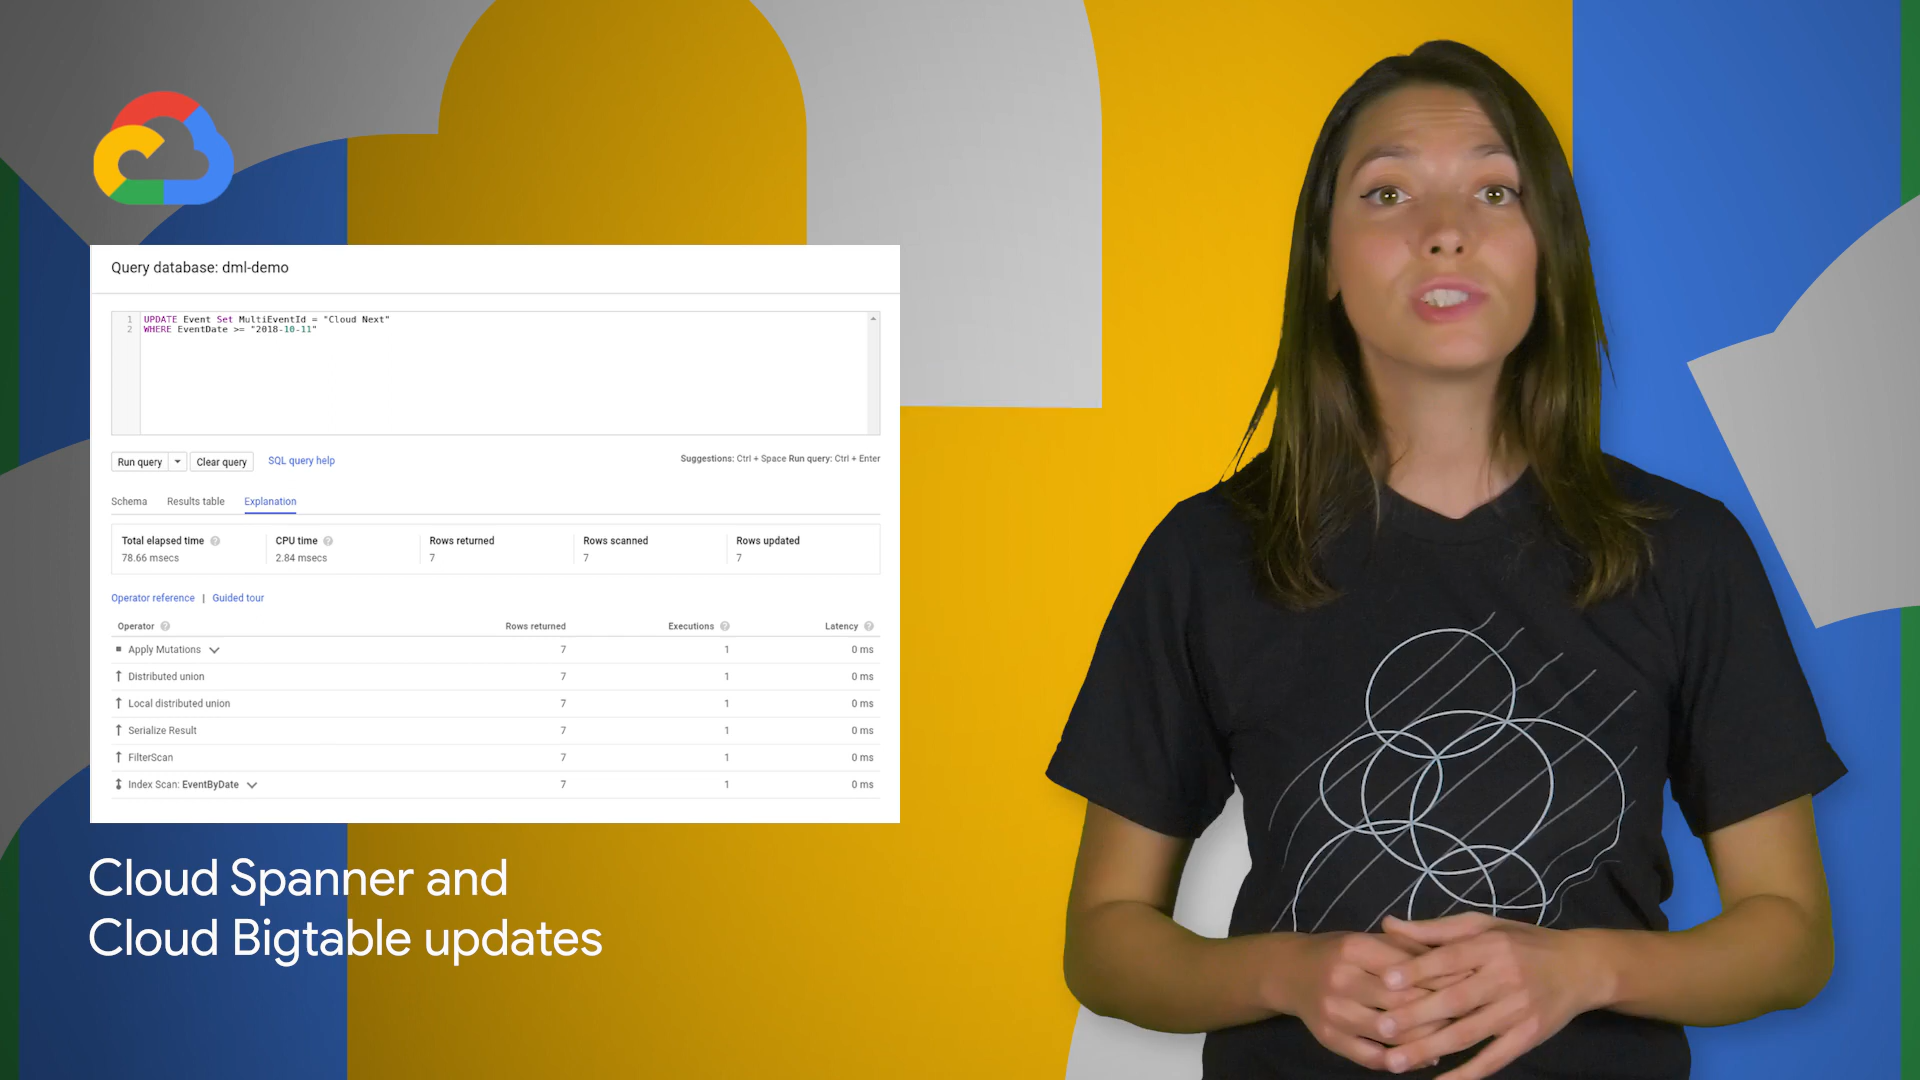 Query database: dml-demo
1 UPDATE Event Set MultiEventId = "Cloud Next"
2 WHERE EventDate >= "2018-10-11"
Run query Clear query SQL query help Suggestions: Ctrl + Space Run query: Ctrl + Enter
Schema Results table Explanation
Total elapsed time ? CPU time ? Rows returned Rows scanned Rows updated
78.66 msecs 2.84 msecs 7 7 7
Operator reference | Guided tour
Operator ? Rows returned Executions ? Latency ?
Apply Mutations 7 1 0 ms
Distributed union 7 1 0 ms
Local distributed union 7 1 0 ms
Serialize Result 7 1 0 ms
FilterScan 7 1 0 ms
Index Scan: EventByDate 7 1 0 ms
Cloud Spanner and
Cloud Bigtable updates